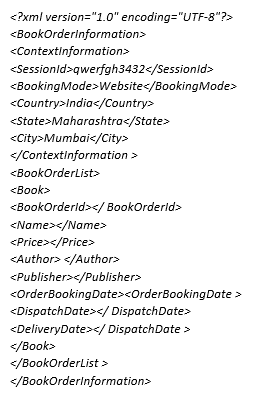 <?xml version="1.0" encoding="UTF-8"?>
<BookOrderInformation>
<ContextInformation>
<SessionId>qwerfgh3432</SessionId>
<BookingMode>Website</BookingMode>
<Country>India</Country>
<State>Maharashtra</State>
<City>Mumbai</City>
</ContextInformation >
<BookOrderList>
<Book>
<BookOrderId></ BookOrderId>
<Name></Name>
<Price></Price>
<Author> </Author>
<Publisher></Publisher>
<OrderBookingDate><OrderBookingDate >
<DispatchDate></ DispatchDate>
<DeliveryDate></ DispatchDate >
</Book>
</BookOrderList >
</BookOrderInformation>